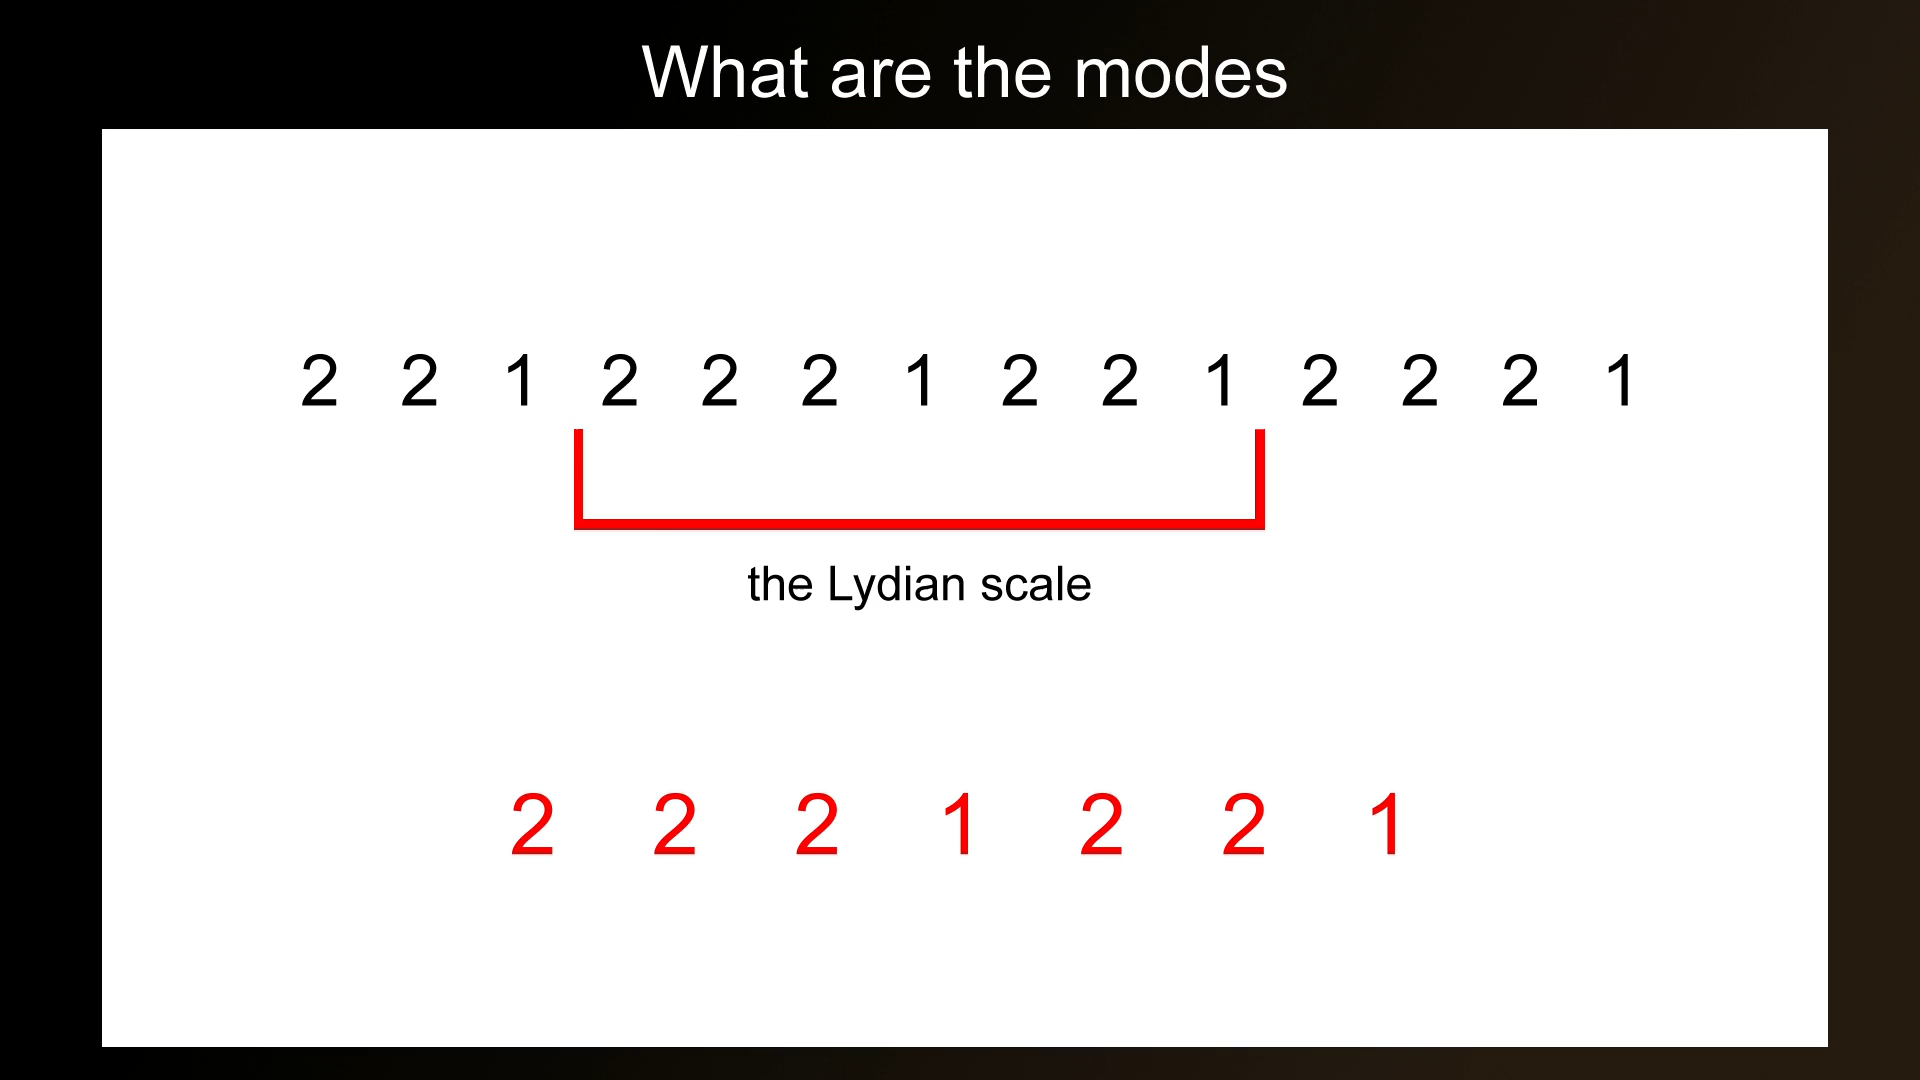 What are the modes
2 2 1 2 2 2 1 2 2 1 2 2 2 1
the Lydian scale
2 2 2 1 2 2 1